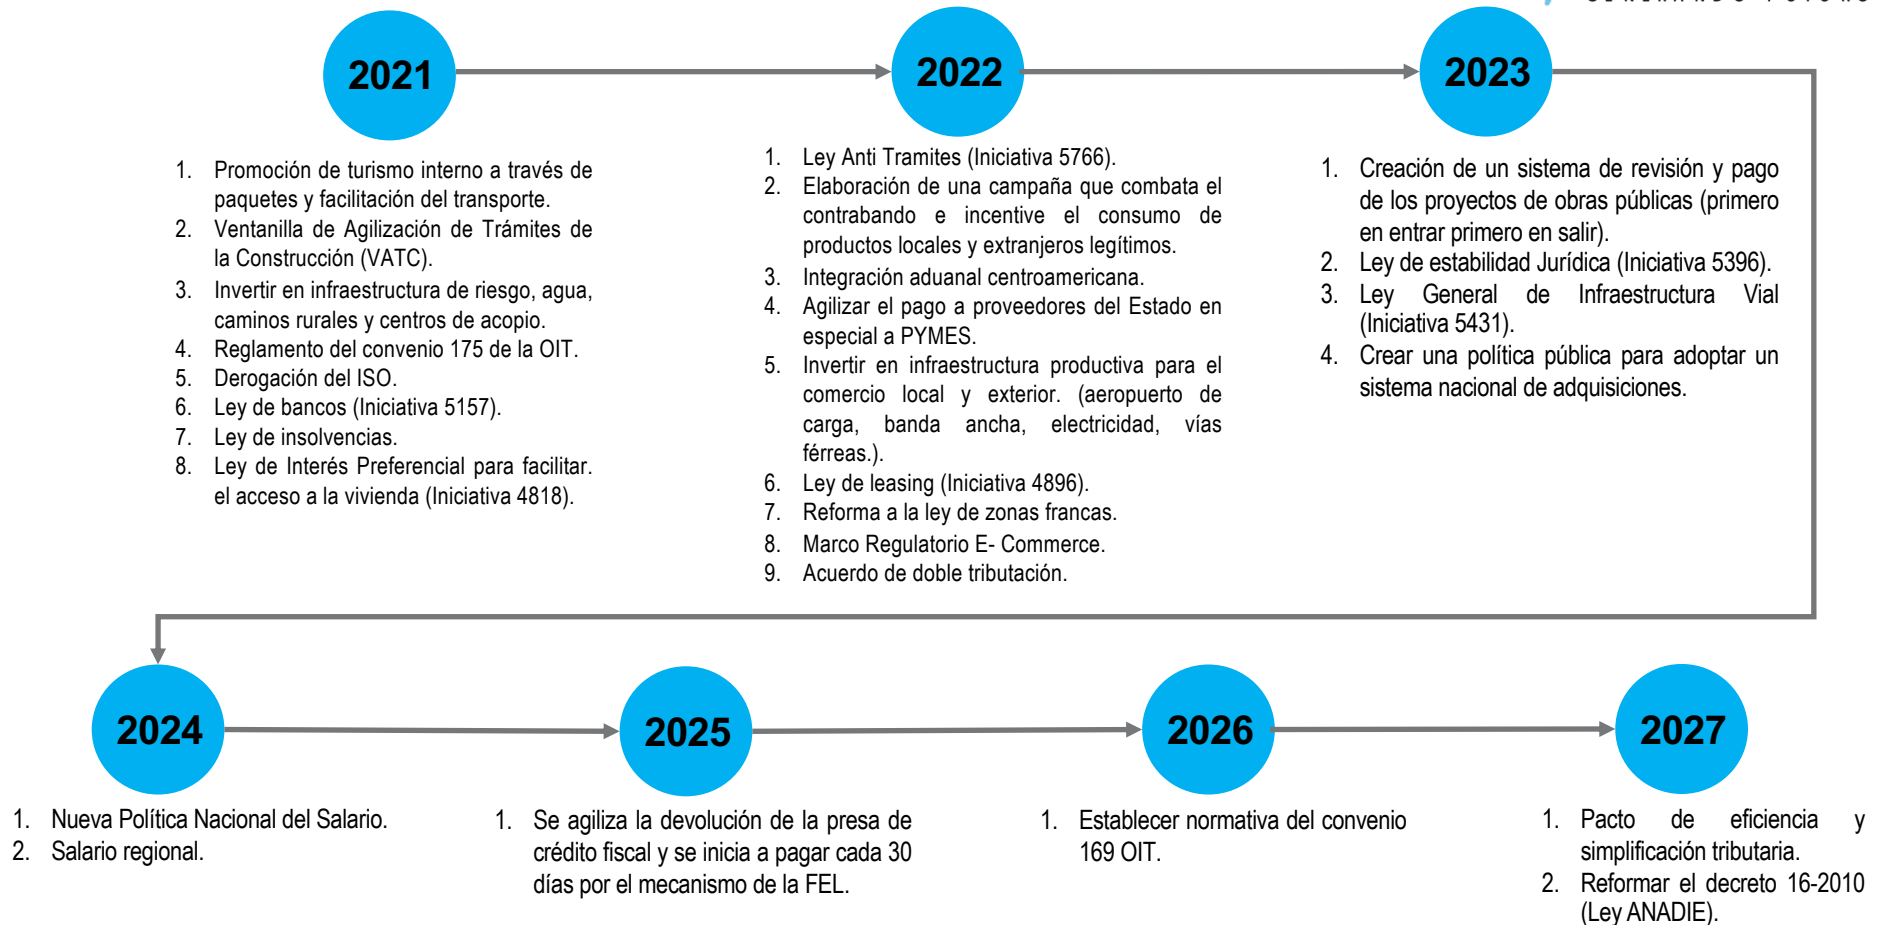 2021
2022
2023
1. Promoción de turismo interno a través de
paquetes y facilitación del transporte.
2. Ventanilla de Agilización de Trámites de
la Construcción (VATC).
3. Invertir en infraestructura de riesgo, agua,
caminos rurales y centros de acopio.
4. Reglamento del convenio 175 de la OIT.
5. Derogación del ISO.
6. Ley de bancos (Iniciativa 5157).
7. Ley de insolvencias.
8. Ley de Interés Preferencial para facilitar.
el acceso a la vivienda (Iniciativa 4818).
1. Ley Anti Tramites (Iniciativa 5766).
2. Elaboración de una campaña que combata el
contrabando e incentive el consumo de
productos locales y extranjeros legítimos.
3. Integración aduanal centroamericana.
4. Agilizar el pago a proveedores del Estado en
especial a PYMES.
5. Invertir en infraestructura productiva para el
comercio local y exterior. (aeropuerto de
carga, banda ancha, electricidad, vías
férreas.).
6. Ley de leasing (Iniciativa 4896).
7. Reforma a la ley de zonas francas.
8. Marco Regulatorio E- Commerce.
9. Acuerdo de doble tributación.
1. Creación de un sistema de revisión y pago
de los proyectos de obras públicas (primero
en entrar primero en salir).
2. Ley de estabilidad Jurídica (Iniciativa 5396).
3. Ley General de Infraestructura Vial
(Iniciativa 5431).
4. Crear una política pública para adoptar un
sistema nacional de adquisiciones.
2024
2025
2026
2027
1. Nueva Política Nacional del Salario.
2. Salario regional.
1. Se agiliza la devolución de la presa de
crédito fiscal y se inicia a pagar cada 30
días por el mecanismo de la FEL.
1. Establecer normativa del convenio
169 OIT.
1. Pacto de eficiencia y
simplificación tributaria.
2. Reformar el decreto 16-2010
(Ley ANADIE).